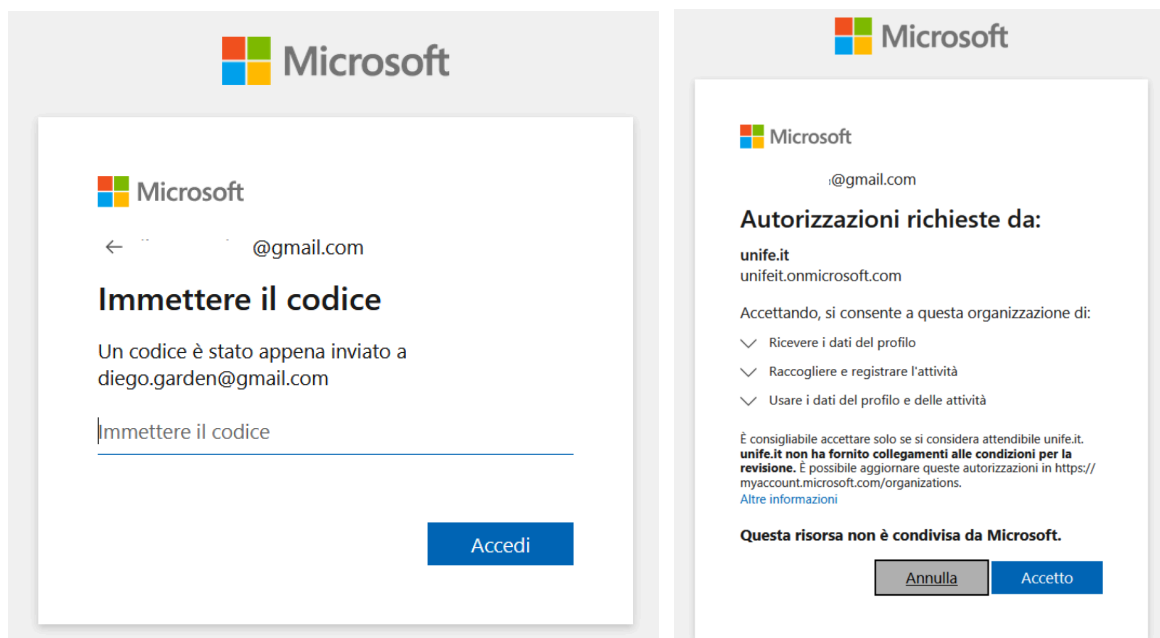 Microsoft
Microsoft
@gmail.com
Immettere il codice
Un codice è stato appena inviato a
diego.garden@gmail.com
Immettere il codice
Accedi
Microsoft
Microsoft
@gmail.com
Autorizzazioni richieste da:
unife.it
unifeit.onmicrosoft.com
Accettando, si consente a questa organizzazione di:
Ricevere i dati del profilo
Raccogliere e registrare l'attività
Usare i dati del profilo e delle attività
È consigliabile accettare solo se si considera attendibile unife.it.
unife.it non ha fornito collegamenti alle condizioni per la
revisione. È possibile aggiornare queste autorizzazioni in https://
myaccount.microsoft.com/organizations.
Altre informazioni
Questa risorsa non è condivisa da Microsoft.
Annulla
Accetto